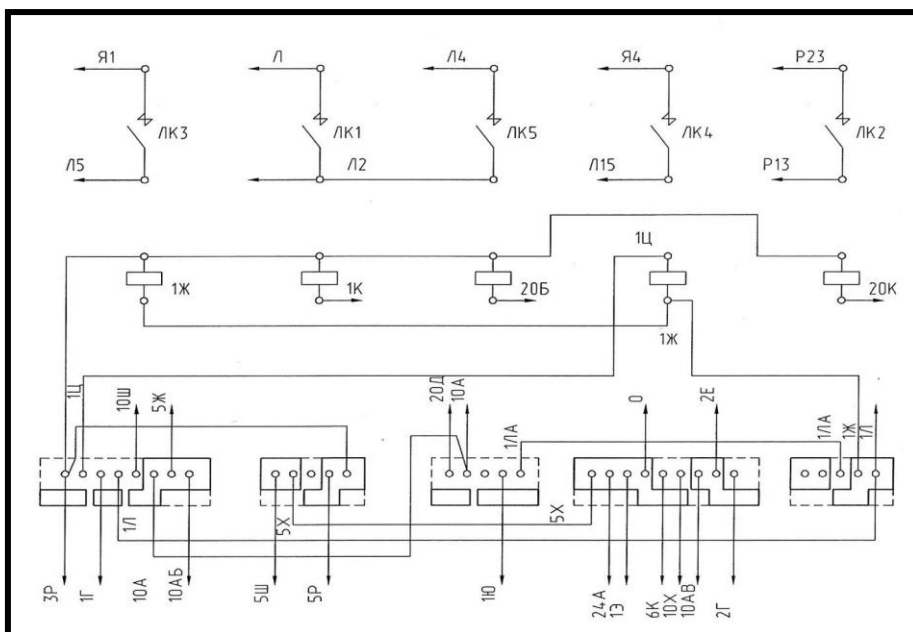 Я1 Л Л4 Я4 Р23
ЛК3 ЛК1 ЛК5 ЛК4 ЛК2
Л5 Л2 Л15 Р13
1Ц
1Ж 1К 20Б 20К
1Ж
1Ц 10Ш 5Ж 20Д 10А 1ЛА 0 2Е 1ЛА 1Ж 1Л
1Л 5Х 5Х
3Р 1Г 10А 10АБ 5Ш 5Р 1Ю 24А 1Э 6К 10Х 10АВ 2Г